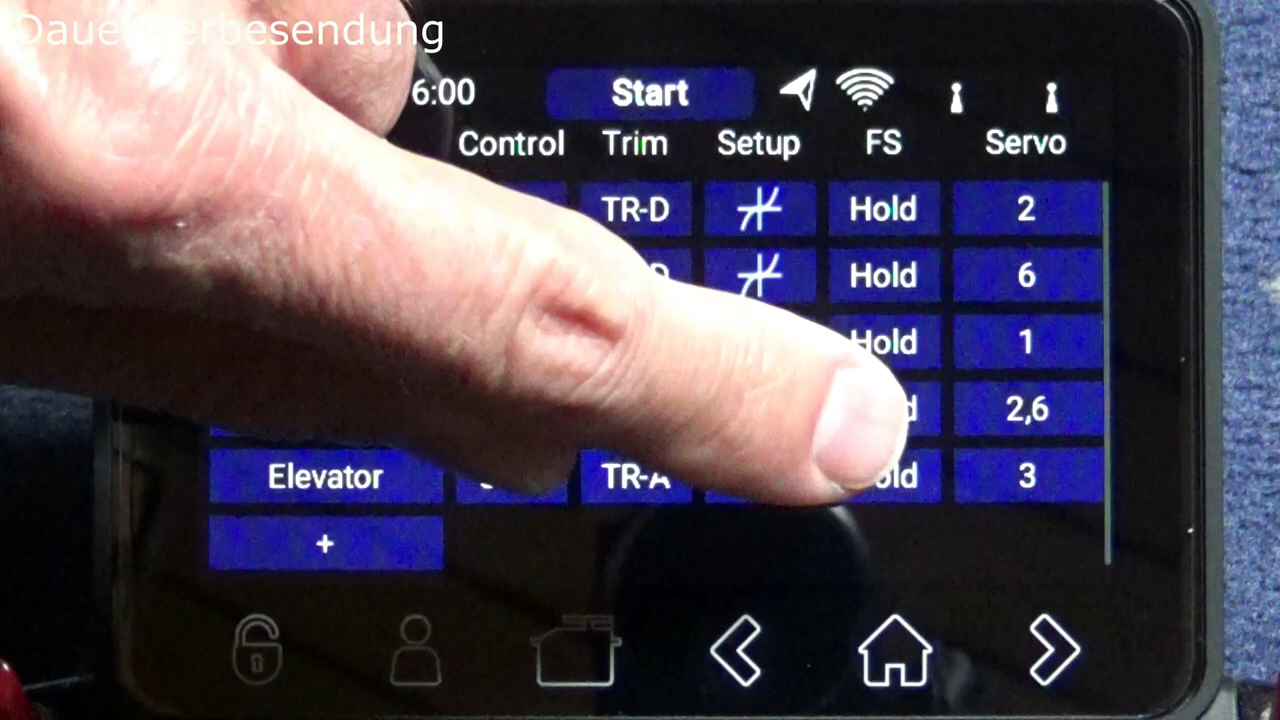 6:00 Start
Control Trim Setup FS Servo
TR-D Hold 2
Hold 6
Hold 1
2,6
Elevator TR-A 3
+